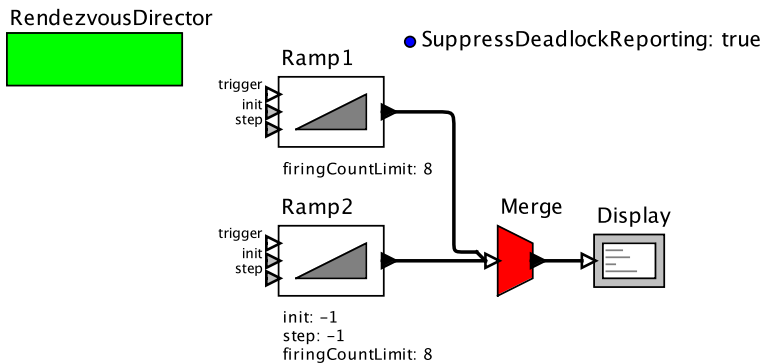 RendezvousDirector
SuppressDeadlockReporting: true
Ramp1
trigger
init
step
firingCountLimit: 8
Ramp2
trigger
init
step
init: -1
step: -1
firingCountLimit: 8
Merge
Display